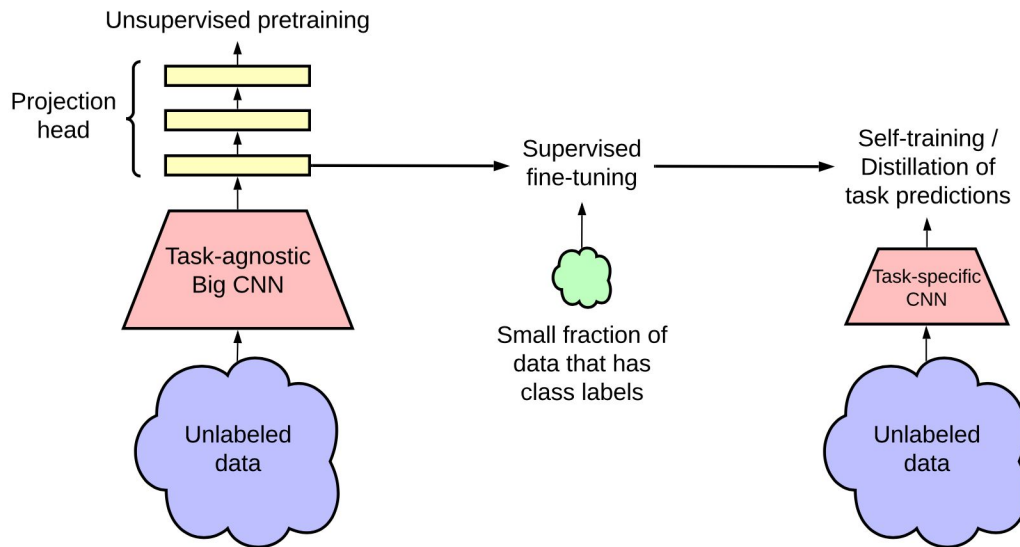 Unsupervised pretraining
Projection
head
Task-agnostic
Big CNN
Unlabeled
data
Supervised
fine-tuning
Small fraction of
data that has
class labels
Self-training /
Distillation of
task predictions
Task-specific
CNN
Unlabeled
data